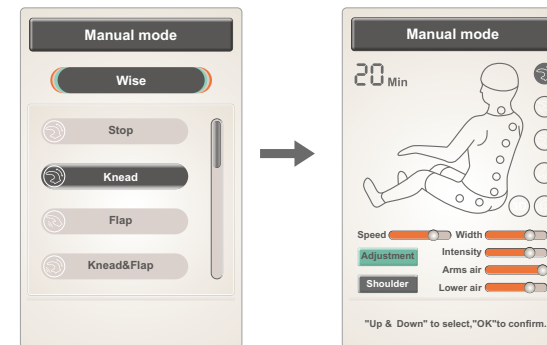 Manual mode
Wise
Stop
Knead
Flap
Knead&Flap
Manual mode
20 Min
Speed Width
Adjustment Intensity
Arms air
Shoulder Lower air
"Up & Down" to select,"OK"to confirm.